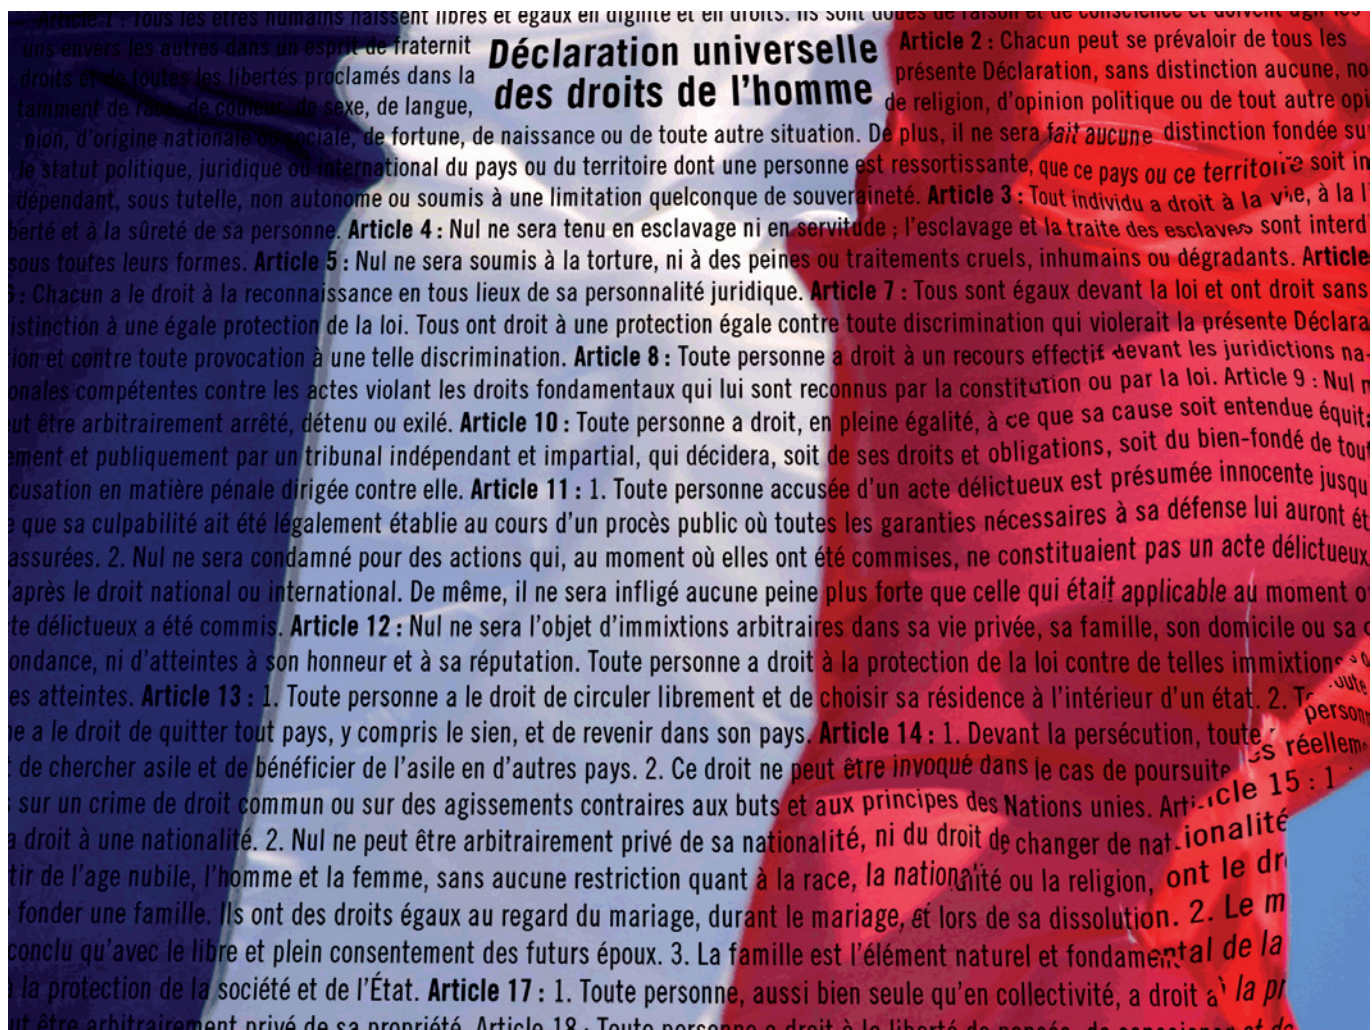 Article 1 : Tous les êtres humains naissent libres et égaux en dignité et en droits. Ils sont doués de raison et de conscience et doivent agir les
uns envers les autres dans un esprit de fraternit
Déclaration universelle
Article 2 : Chacun peut se prévaloir de tous les
droits et de toutes les libertés proclamés dans la
des droits de l'homme
présente Déclaration, sans distinction aucune, no
tamment de race, de couleur, de sexe, de langue,
de religion, d'opinion politique ou de tout autre opi
nion, d'origine nationale ou sociale, de fortune, de naissance ou de toute autre situation. De plus, il ne sera fait aucune distinction fondée su
le statut politique, juridique ou international du pays ou du territoire dont une personne est ressortissante, que ce pays ou ce territoire soit in
dépendant, sous tutelle, non autonome ou soumis à une limitation quelconque de souveraineté. Article 3 : Tout individu a droit à la vie, à la l
berté et à la sûreté de sa personne. Article 4 : Nul ne sera tenu en esclavage ni en servitude ; l'esclavage et la traite des esclaves sont interd
sous toutes leurs formes. Article 5 : Nul ne sera soumis à la torture, ni à des peines ou traitements cruels, inhumains ou dégradants. Article
6 : Chacun a le droit à la reconnaissance en tous lieux de sa personnalité juridique. Article 7 : Tous sont égaux devant la loi et ont droit sans
istinction à une égale protection de la loi. Tous ont droit à une protection égale contre toute discrimination qui violerait la présente Déclara
ion et contre toute provocation à une telle discrimination. Article 8 : Toute personne a droit à un recours effectif devant les juridictions na-
onales compétentes contre les actes violant les droits fondamentaux qui lui sont reconnus par la constitution ou par la loi. Article 9 : Nul n
ut être arbitrairement arrêté, détenu ou exilé. Article 10 : Toute personne a droit, en pleine égalité, à ce que sa cause soit entendue équita
ement et publiquement par un tribunal indépendant et impartial, qui décidera, soit de ses droits et obligations, soit du bien-fondé de tout
cusation en matière pénale dirigée contre elle. Article 11 : 1. Toute personne accusée d'un acte délictueux est présumée innocente jusqu
e que sa culpabilité ait été légalement établie au cours d'un procès public où toutes les garanties nécessaires à sa défense lui auront ét
assurées. 2. Nul ne sera condamné pour des actions qui, au moment où elles ont été commises, ne constituaient pas un acte délictueux
'après le droit national ou international. De même, il ne sera infligé aucune peine plus forte que celle qui était applicable au moment o
te délictueux a été commis. Article 12 : Nul ne sera l'objet d'immixtions arbitraires dans sa vie privée, sa famille, son domicile ou sa c
ondance, ni d'atteintes à son honneur et à sa réputation. Toute personne a droit à la protection de la loi contre de telles immixtions
es atteintes. Article 13 : 1. Toute personne a le droit de circuler librement et de choisir sa résidence à l'intérieur d'un état. 2. Toute
personn
ne a le droit de quitter tout pays, y compris le sien, et de revenir dans son pays. Article 14 : 1. Devant la persécution, toute
de chercher asile et de bénéficier de l'asile en d'autres pays. 2. Ce droit ne peut être invoqué dans le cas de poursuites réellem
sur un crime de droit commun ou sur des agissements contraires aux buts et aux principes des Nations unies. Article 15 : 1
a droit à une nationalité. 2. Nul ne peut être arbitrairement privé de sa nationalité, ni du droit de changer de nationalité
tir de l'age nubile, l'homme et la femme, sans aucune restriction quant à la race, la nationalité ou la religion, ont le dr
fonder une famille. Ils ont des droits égaux au regard du mariage, durant le mariage, et lors de sa dissolution. 2. Le m
conclu qu'avec le libre et plein consentement des futurs époux. 3. La famille est l'élément naturel et fondamental de la
à la protection de la société et de l'État. Article 17 : 1. Toute personne, aussi bien seule qu'en collectivité, a droit à la pr
ut être arbitrairement privé de sa propriété. Article 18 : Toute personne a droit à la liberté de pensée, de conscience et de